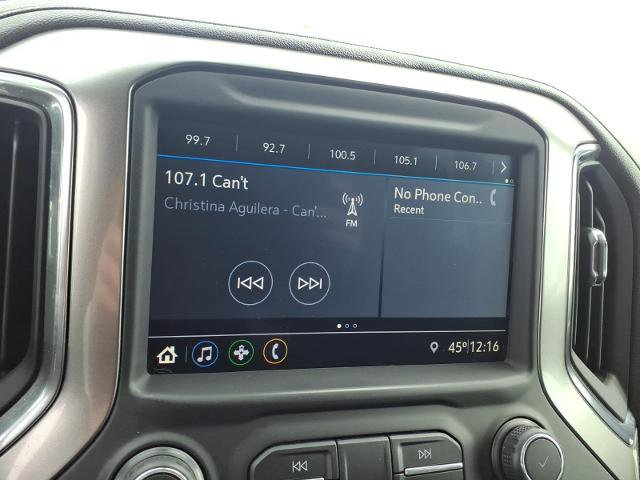 99.7 92.7 100.5 105.1 106.7
107.1 Can't
Christina Aguilera - Can'...
FM
No Phone Con..
Recent
45° 12:16